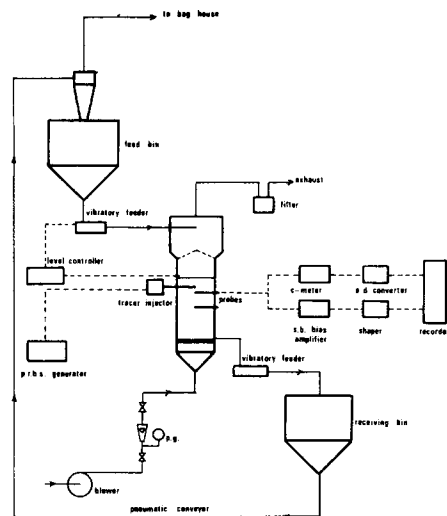 to bag house
feed bin
exhaust
filter
vibratory feeder
level controller
tracer injector
probes
c-meter
a.d. converter
s.b. bias
amplifier
shaper
recorder
p.r.b.s. generator
vibratory feeder
p.g.
receiving bin
blower
pneumatic conveyor